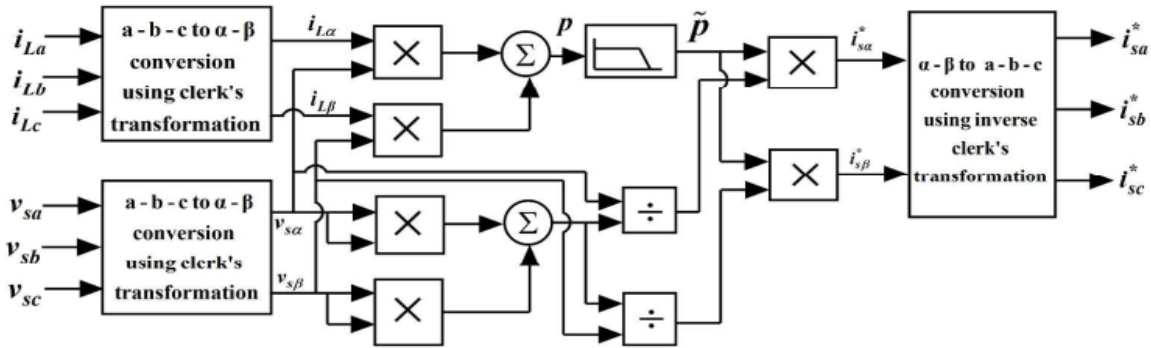 i_La
i_Lb
i_Lc
a - b - c to α - β
conversion
using clerk's
transformation
i_Lα
i_Lβ
×
×
Σ
p
p̃
×
×
i*_sα
i*_sβ
α - β to a - b - c
conversion
using inverse
clerk's
transformation
i*_sa
i*_sb
i*_sc
v_sa
v_sb
v_sc
a - b - c to α - β
conversion
using clerk's
transformation
v_sα
v_sβ
×
×
Σ
÷
÷